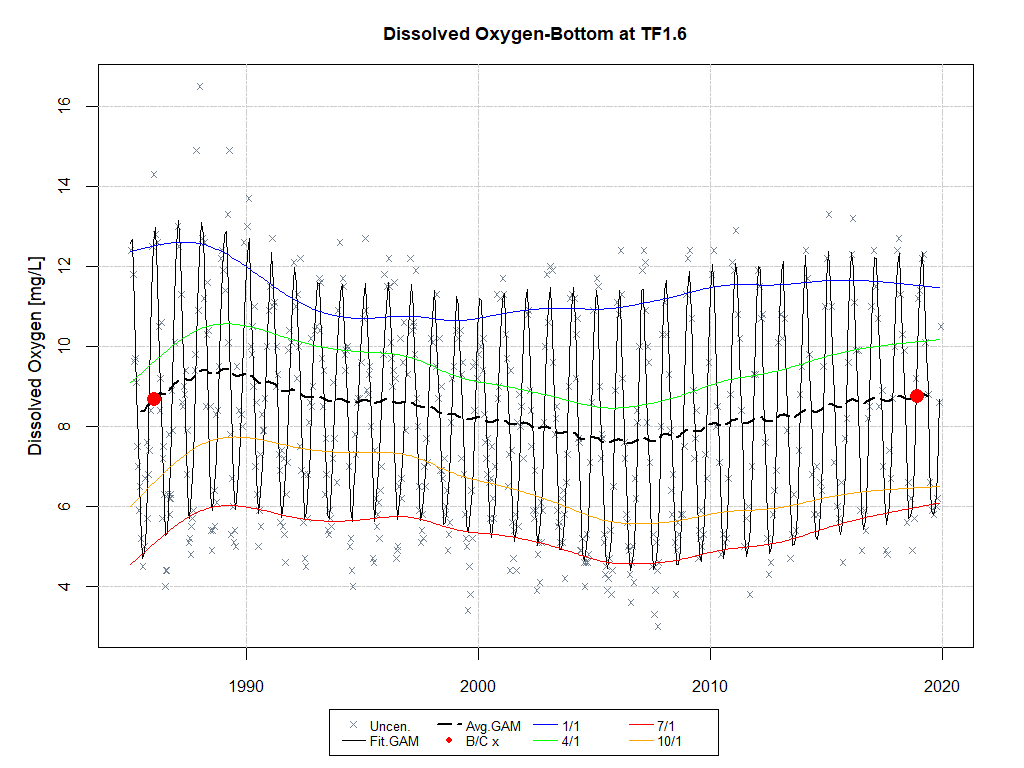 Dissolved Oxygen-Bottom at TF1.6
Dissolved Oxygen [mg/L]
16
14
12
10
8
6
4
1990 2000 2010 2020
Uncen. Avg.GAM 1/1 7/1
Fit.GAM B/C x 4/1 10/1